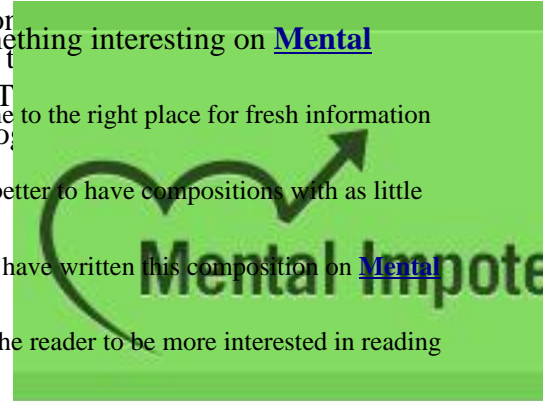 ething interesting on Mental
e to the right place for fresh information
etter to have compositions with as little
have written this composition on Mental
Mental Impote
he reader to be more interested in reading